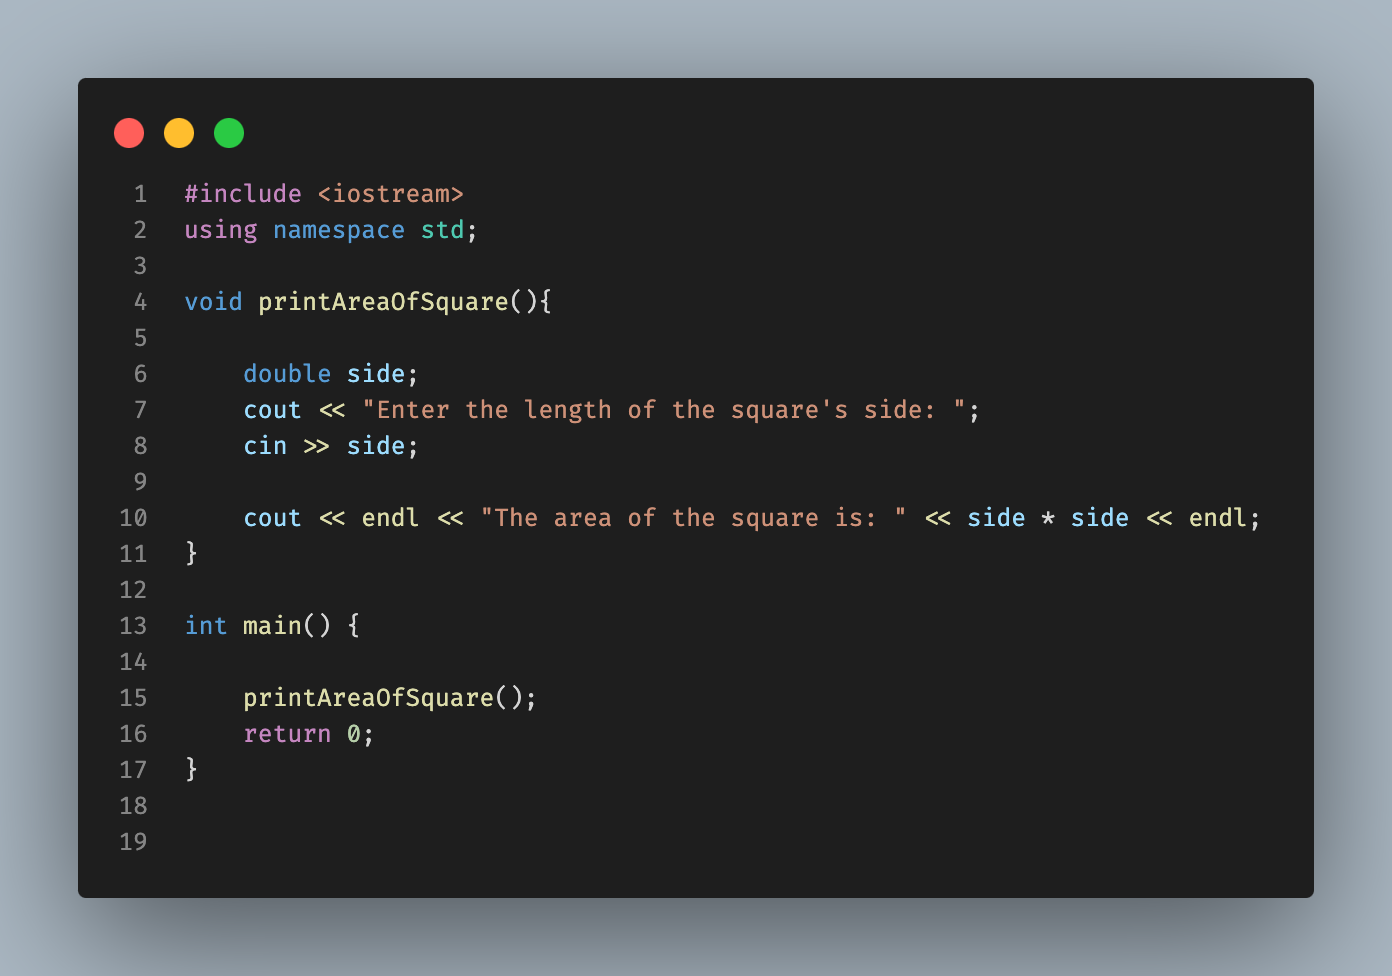 1 #include <iostream>
2 using namespace std;
3
4 void printAreaOfSquare(){
5
6     double side;
7     cout << "Enter the length of the square's side: ";
8     cin >> side;
9
10     cout << endl << "The area of the square is: " << side * side << endl;
11 }
12
13 int main() {
14
15     printAreaOfSquare();
16     return 0;
17 }
18
19